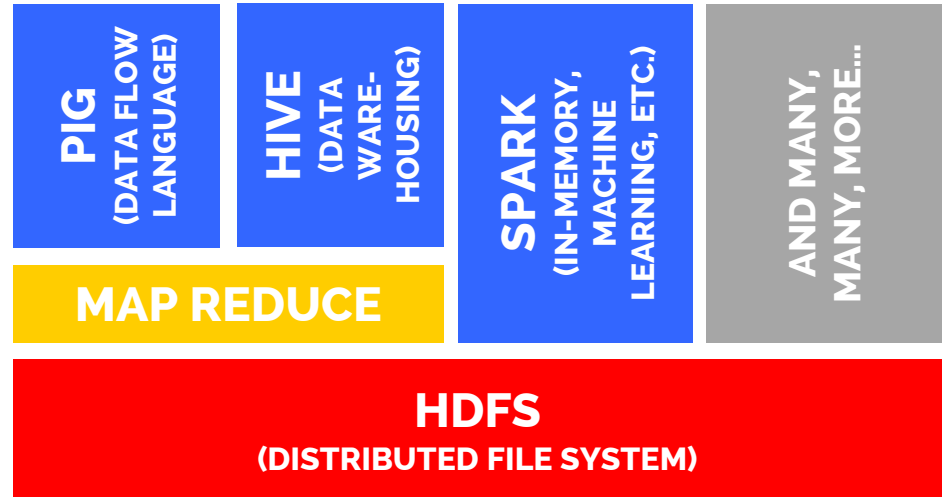 PIG
(DATA FLOW
LANGUAGE)
HIVE
(DATA
WARE-
HOUSING)
SPARK
(IN-MEMORY,
MACHINE
LEARNING, ETC.)
AND MANY,
MANY, MORE...
MAP REDUCE
HDFS
(DISTRIBUTED FILE SYSTEM)